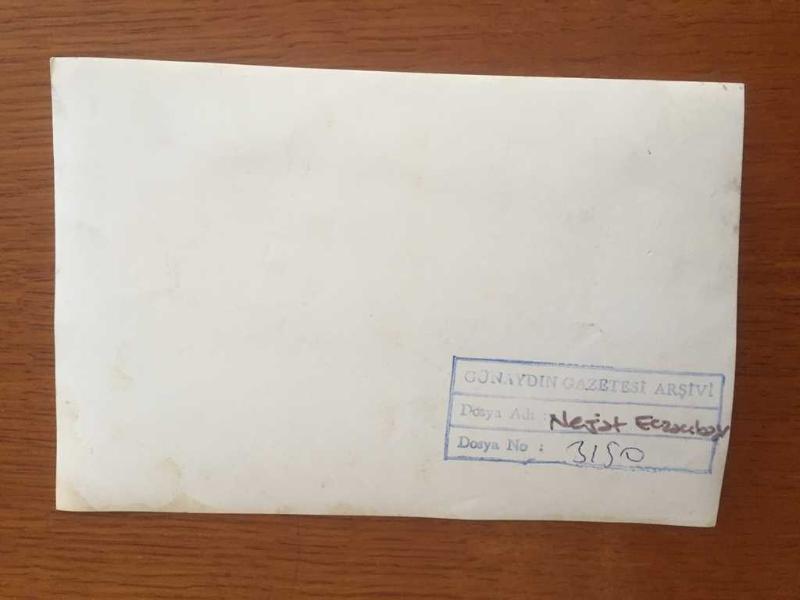 GÜNAYDIN GAZETESİ ARŞİVİ
Dosya Adı : Nejat Eczacıbaşı
Dosya No : 3150